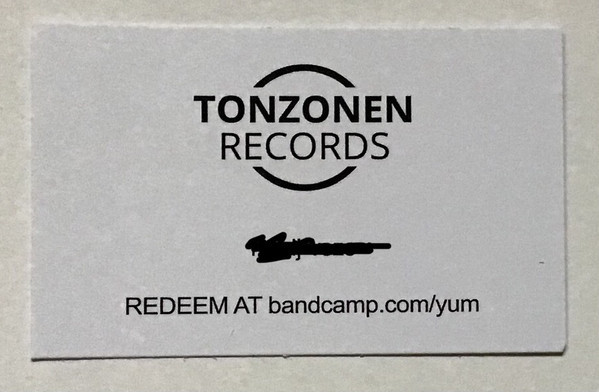 TONZONEN
RECORDS
REDEEM AT bandcamp.com/yum